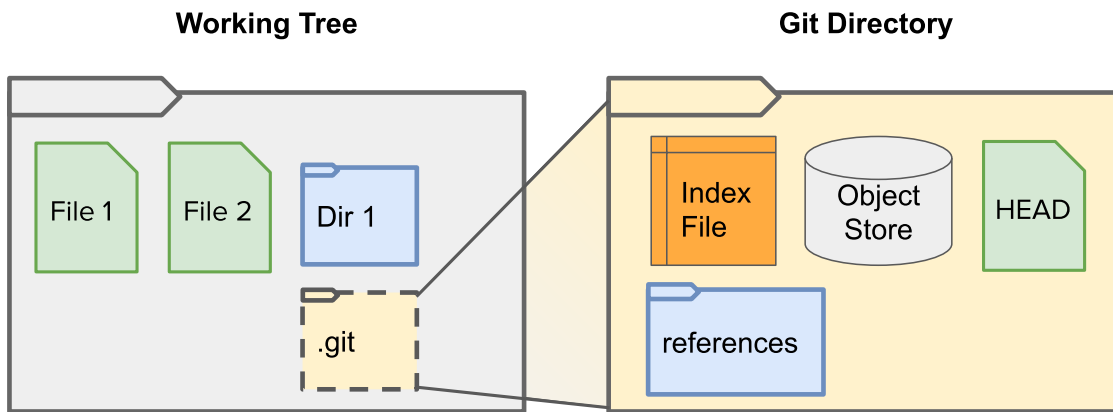 Working Tree
Git Directory
File 1
File 2
Dir 1
.git
Index
File
Object
Store
HEAD
references